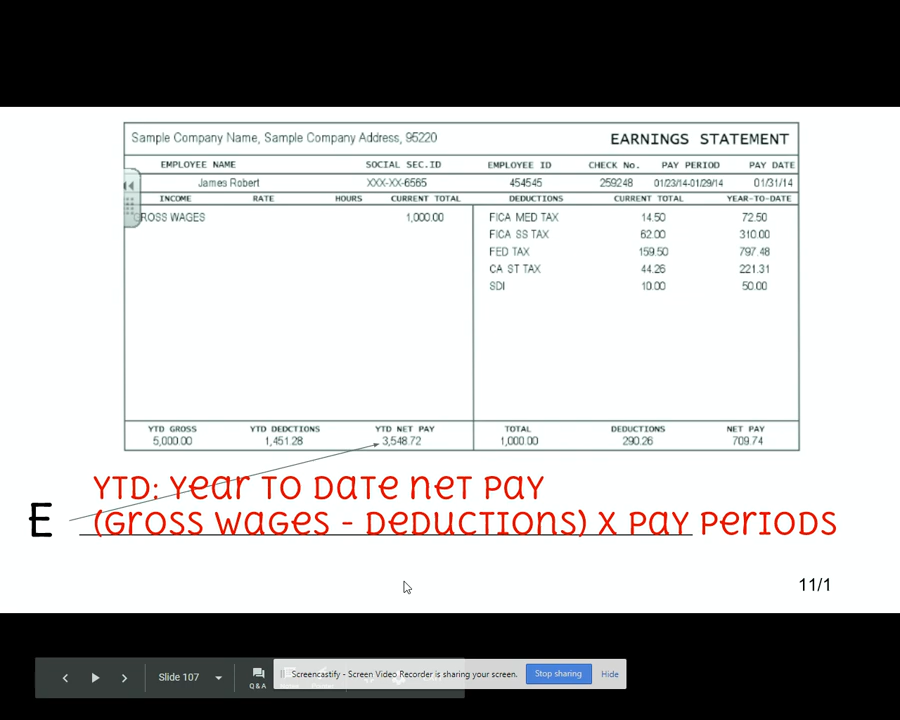 Sample Company Name, Sample Company Address, 95220 EARNINGS STATEMENT
EMPLOYEE NAME SOCIAL SEC.ID EMPLOYEE ID CHECK No. PAY PERIOD PAY DATE
James Robert XXX-XX-6565 454545 259248 01/23/14-01/29/14 01/31/14
INCOME RATE HOURS CURRENT TOTAL DEDUCTIONS CURRENT TOTAL YEAR-TO-DATE
GROSS WAGES 1,000.00 FICA MED TAX 14.50 72.50
FICA SS TAX 62.00 310.00
FED TAX 159.50 797.48
CA ST TAX 44.26 221.31
SDI 10.00 50.00
YTD GROSS YTD DEDCTIONS YTD NET PAY TOTAL DEDUCTIONS NET PAY
5,000.00 1,451.28 3,548.72 1,000.00 290.26 709.74
YTD: Year to Date Net Pay
E (Gross Wages - Deductions) x Pay Periods
11/1
Slide 107 Q&A Screencastify - Screen Video Recorder is sharing your screen. Stop sharing Hide